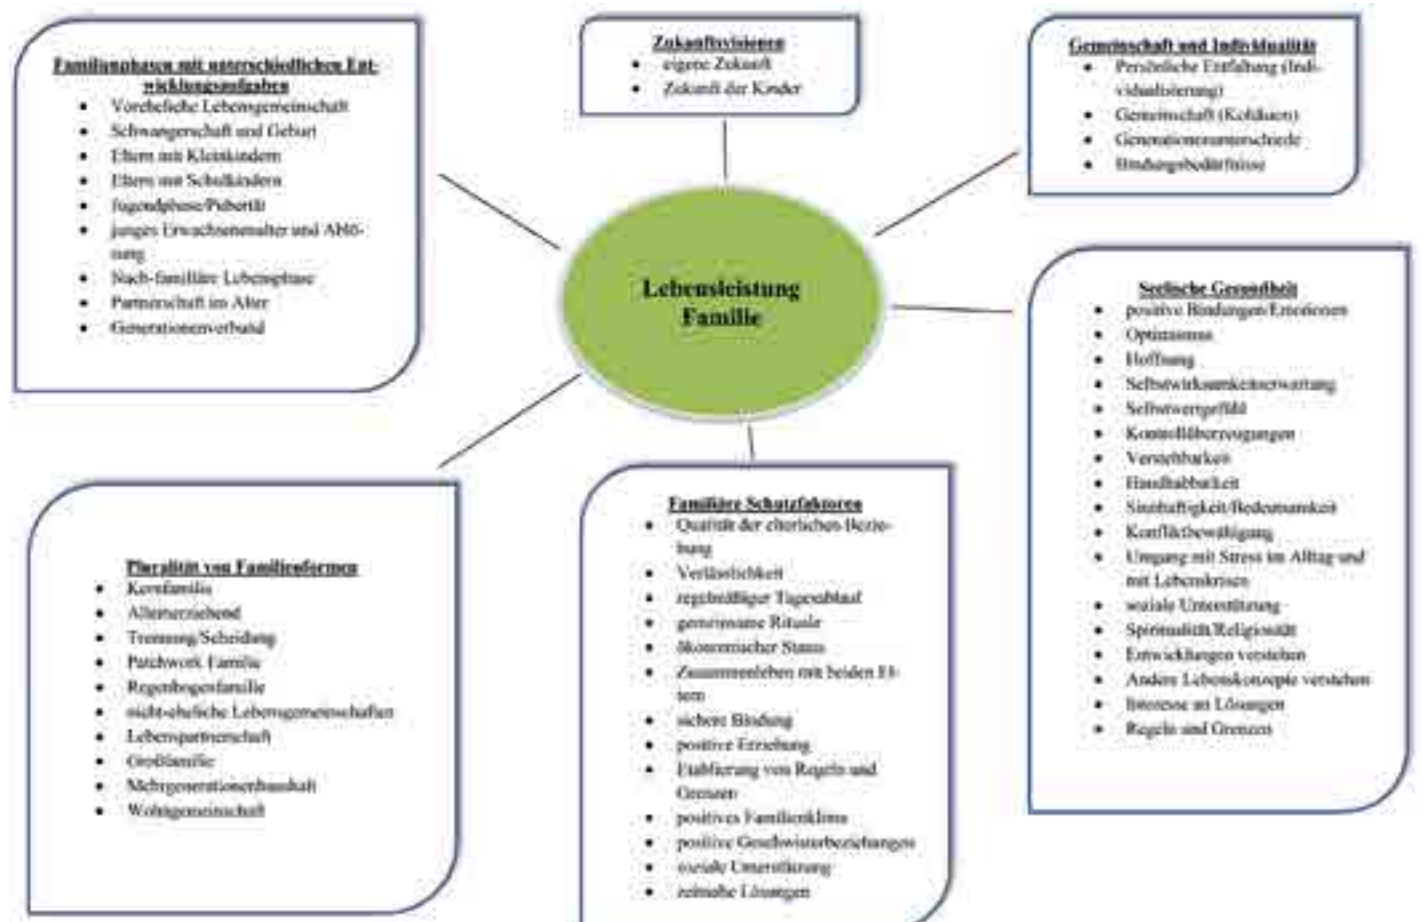 Familienphasen mit unterschiedlichen Ent-
wicklungsaufgaben
Voreheliche Lebensgemeinschaft
Schwangerschaft und Geburt
Eltern mit Kleinkindern
Eltern mit Schulkindern
Jugendphase/Pubertät
junges Erwachsenenalter und Ablö-
sung
Nach-familiäre Lebensphase
Partnerschaft im Alter
Generationenverband
Zukunftsvisionen
eigene Zukunft
Zukunft der Kinder
Gemeinschaft und Individualität
Persönliche Entfaltung (Indi-
vidualisierung)
Gemeinschaft (Kohäsion)
Generationenunterschiede
Bindungsbedürfnisse
Lebensleistung
Familie
Seelische Gesundheit
positive Bindungen/Emotionen
Optimismus
Hoffnung
Selbstwirksamkeitserwartung
Selbstwertgefühl
Kontrollüberzeugungen
Verstehbarkeit
Handhabbarkeit
Sinnhaftigkeit/Bedeutsamkeit
Konfliktbewältigung
Umgang mit Stress im Alltag und
mit Lebenskrisen
soziale Unterstützung
Spiritualität/Religiosität
Entwicklungen verstehen
Andere Lebenskonzepte verstehen
Interesse an Lösungen
Regeln und Grenzen
Pluralität von Familienformen
Kernfamilie
Alleinerziehend
Trennung/Scheidung
Patchwork Familie
Regenbogenfamilie
nicht-eheliche Lebensgemeinschaften
Lebenspartnerschaft
Großfamilie
Mehrgenerationenhaushalt
Wohngemeinschaft
Familiäre Schutzfaktoren
Qualität der elterlichen Bezie-
hung
Verlässlichkeit
regelmäßiger Tagesablauf
gemeinsame Rituale
ökonomischer Status
Zusammenleben mit beiden El-
tern
sichere Bindung
positive Erziehung
Etablierung von Regeln und
Grenzen
positives Familienklima
positive Geschwisterbeziehungen
soziale Unterstützung
zeitnahe Lösungen